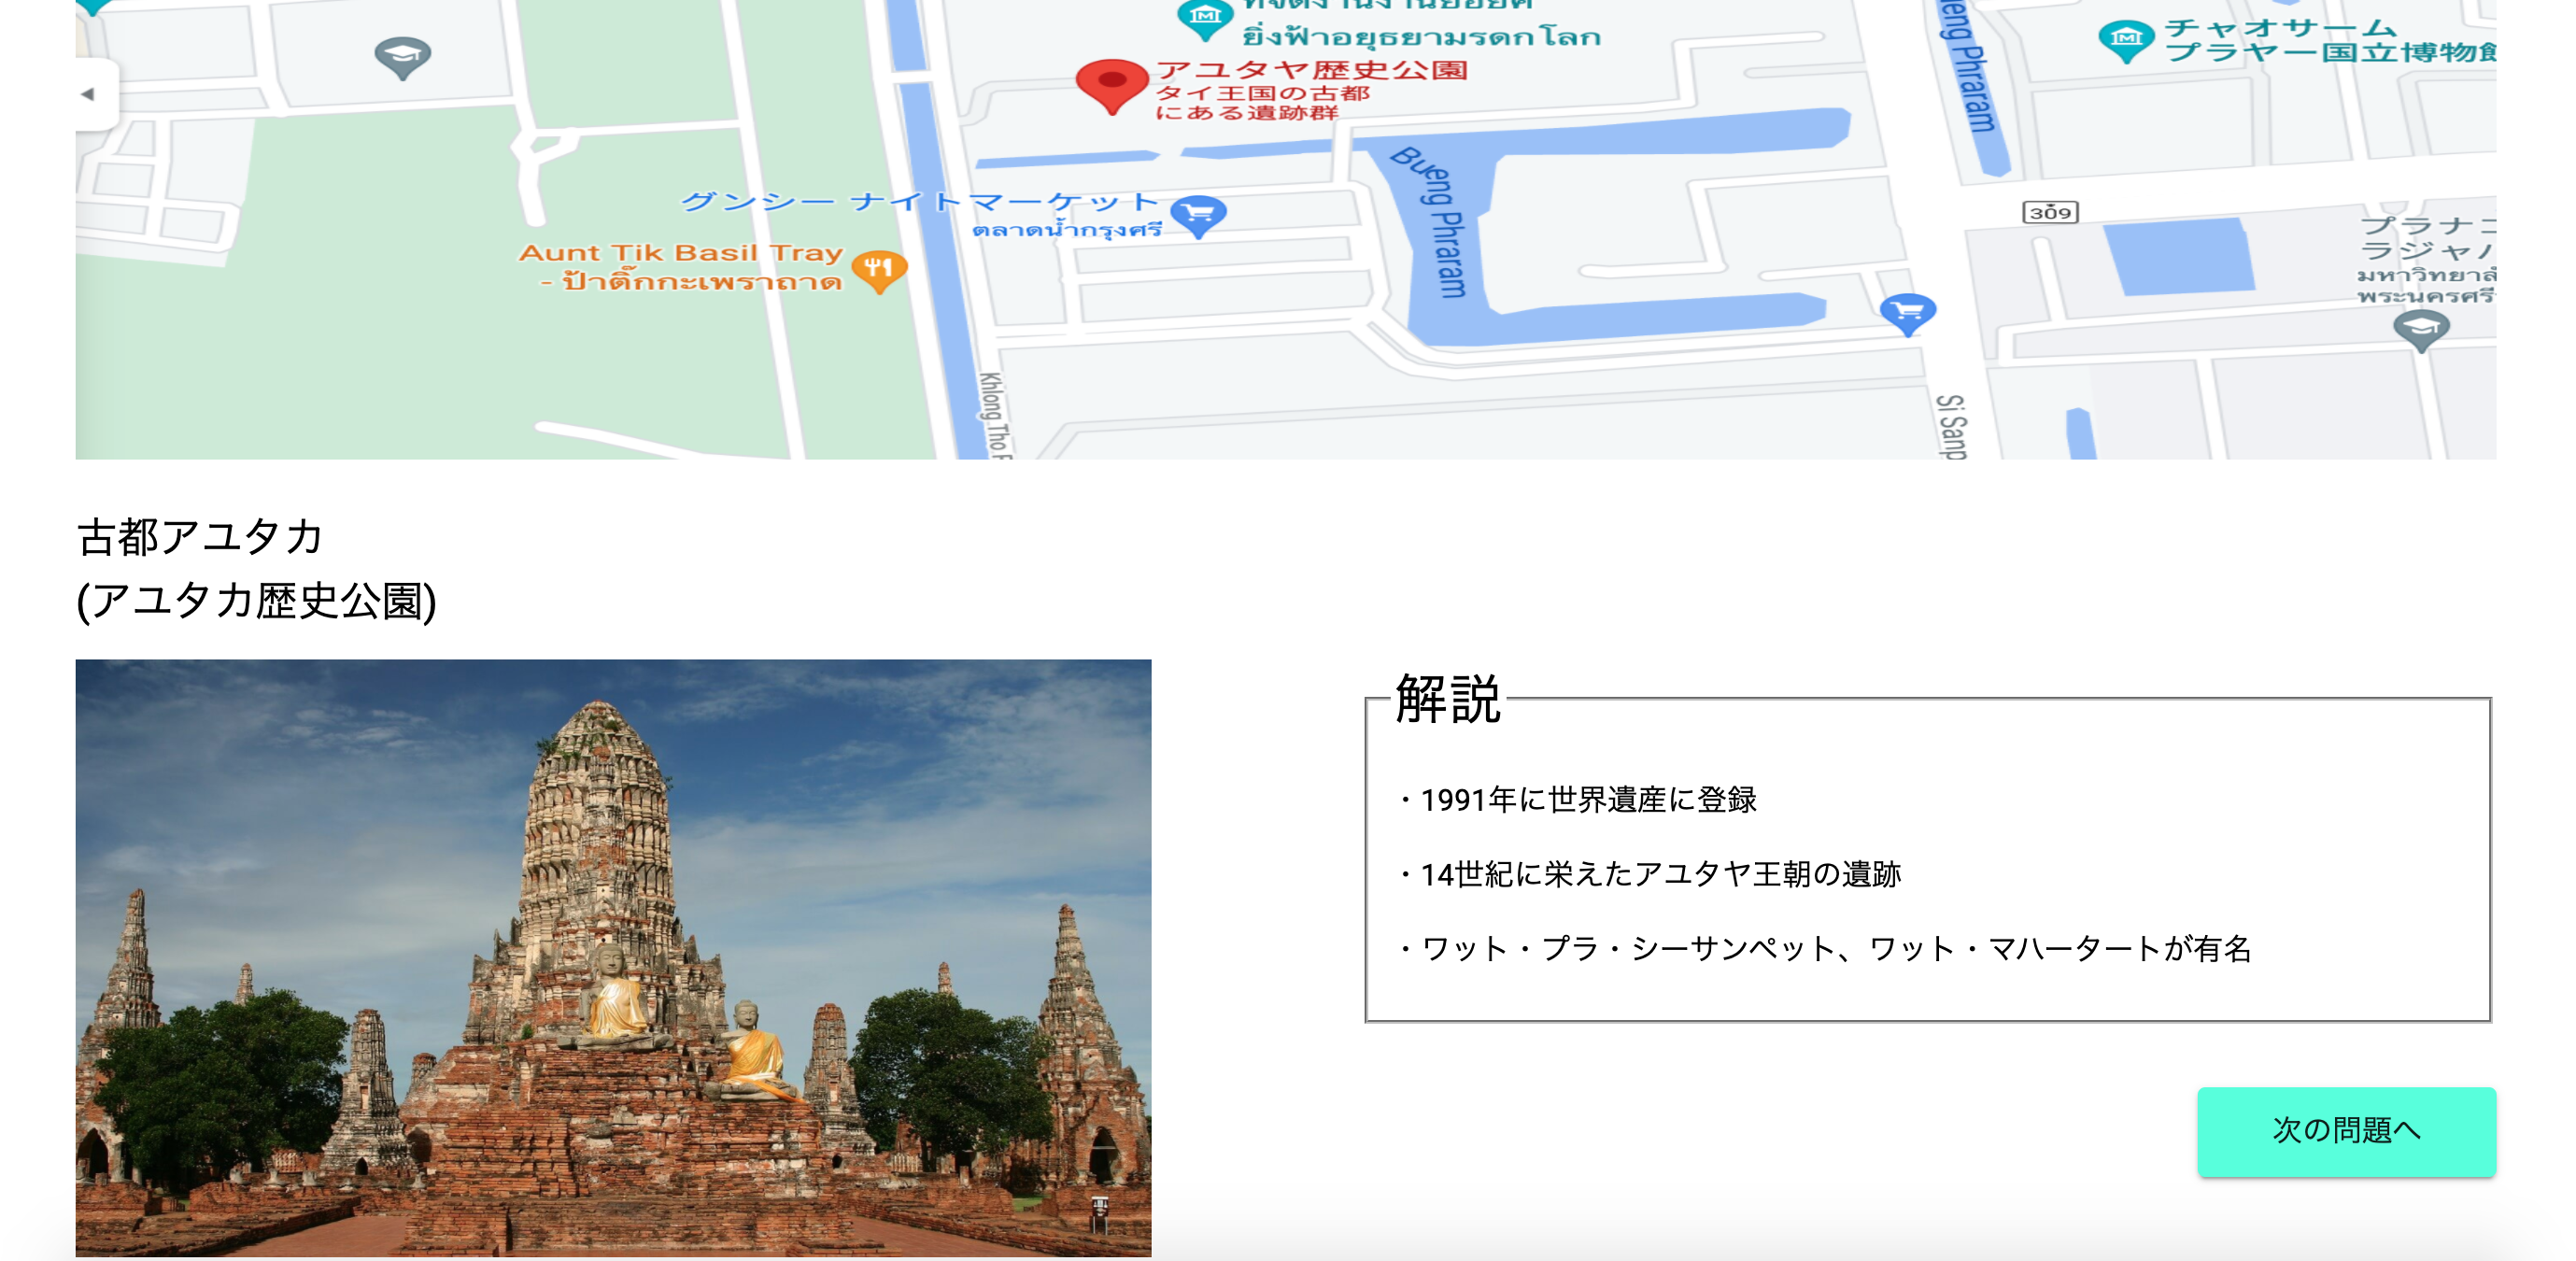 ยิ่งฟ้าอยุธยามรดกโลก
アユタヤ歴史公園
タイ王国の古都
にある遺跡群
チャオサーム
プラヤー国立博物館
Phraram
グンシー ナイトマーケット
ตลาดน้ำกรุงศรี
Bueng Phraram
Aunt Tik Basil Tray
- ป้าติ๊กกะเพราถาด
309
プラナコ
ラジャバ
มหาวิทยาลั
พระนครศรี
Khlong Tho
Si Sanp
古都アユタカ
(アユタカ歴史公園)
解説
・1991年に世界遺産に登録
・14世紀に栄えたアユタヤ王朝の遺跡
・ワット・プラ・シーサンペット、ワット・マハータートが有名
次の問題へ